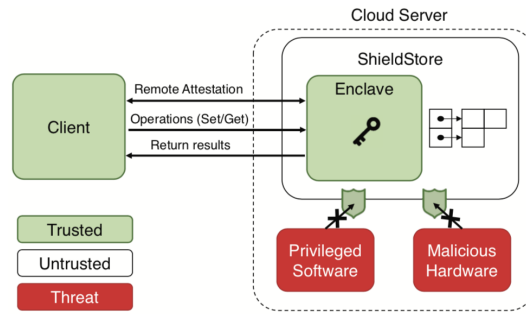 Cloud Server
ShieldStore
Remote Attestation
Enclave
Client
Operations (Set/Get)
Return results
Trusted
Untrusted
Threat
Privileged
Software
Malicious
Hardware